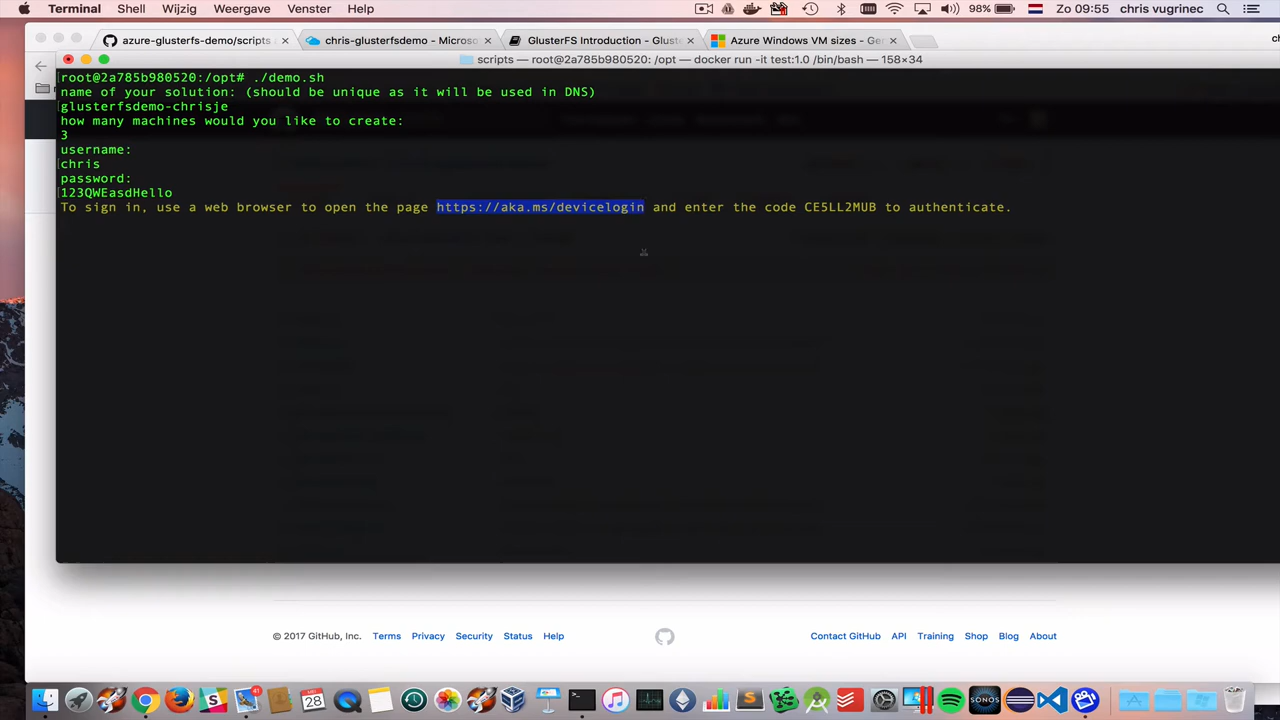 Terminal Shell Wijzig Weergave Venster Help 98% Zo 09:55 chris vugrinec
azure-glusterfs-demo/scripts a chris-glusterfsdemo - Microso GlusterFS Introduction - Gluste Azure Windows VM sizes - Gen
scripts — root@2a785b980520: /opt — docker run -it test:1.0 /bin/bash — 158×34
root@2a785b980520:/opt# ./demo.sh
name of your solution: (should be unique as it will be used in DNS)
glusterfsdemo-chrisje
how many machines would you like to create:
3
username:
chris
password:
123QWEasdHello
To sign in, use a web browser to open the page https://aka.ms/devicelogin and enter the code CE5LL2MUB to authenticate.
© 2017 GitHub, Inc. Terms Privacy Security Status Help Contact GitHub API Training Shop Blog About
41
28
SONOS